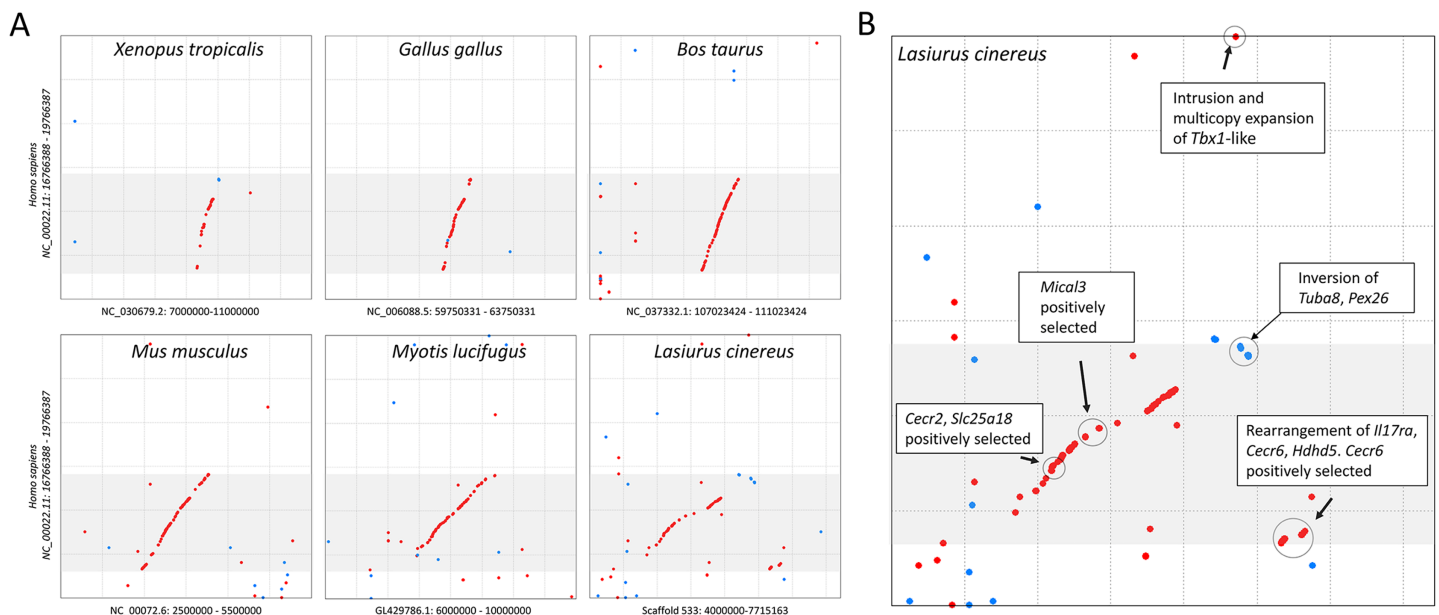 A
B
Xenopus tropicalis
Gallus gallus
Bos taurus
Homo sapiens
NC_00022.11: 16766388 - 19766387
NC_030679.2: 7000000-11000000
NC_006088.5: 59750331 - 63750331
NC_037332.1: 107023424 - 111023424
Mus musculus
Myotis lucifugus
Lasiurus cinereus
Homo sapiens
NC_00022.11: 16766388 - 19766387
NC_00072.6: 2500000 - 5500000
GL429786.1: 6000000 - 10000000
Scaffold 533: 4000000-7715163
Lasiurus cinereus
Intrusion and
multicopy expansion
of Tbx1-like
Inversion of
Tuba8, Pex26
Mical3
positively
selected
Cecr2, Slc25a18
positively selected
Rearrangement of Il17ra,
Cecr6, Hdhd5. Cecr6
positively selected